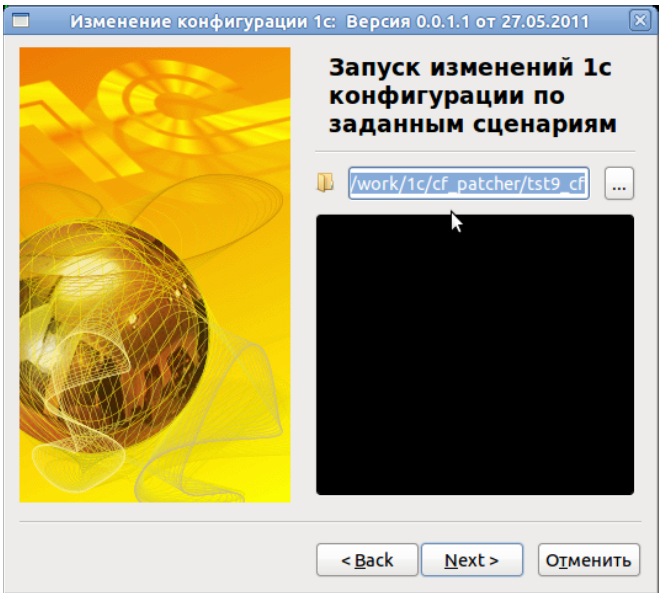 Изменение конфигурации 1с: Версия 0.0.1.1 от 27.05.2011
Запуск изменений 1с
конфигурации по
заданным сценариям
/work/1c/cf_patcher/tst9_cf
...
< Back
Next >
Отменить